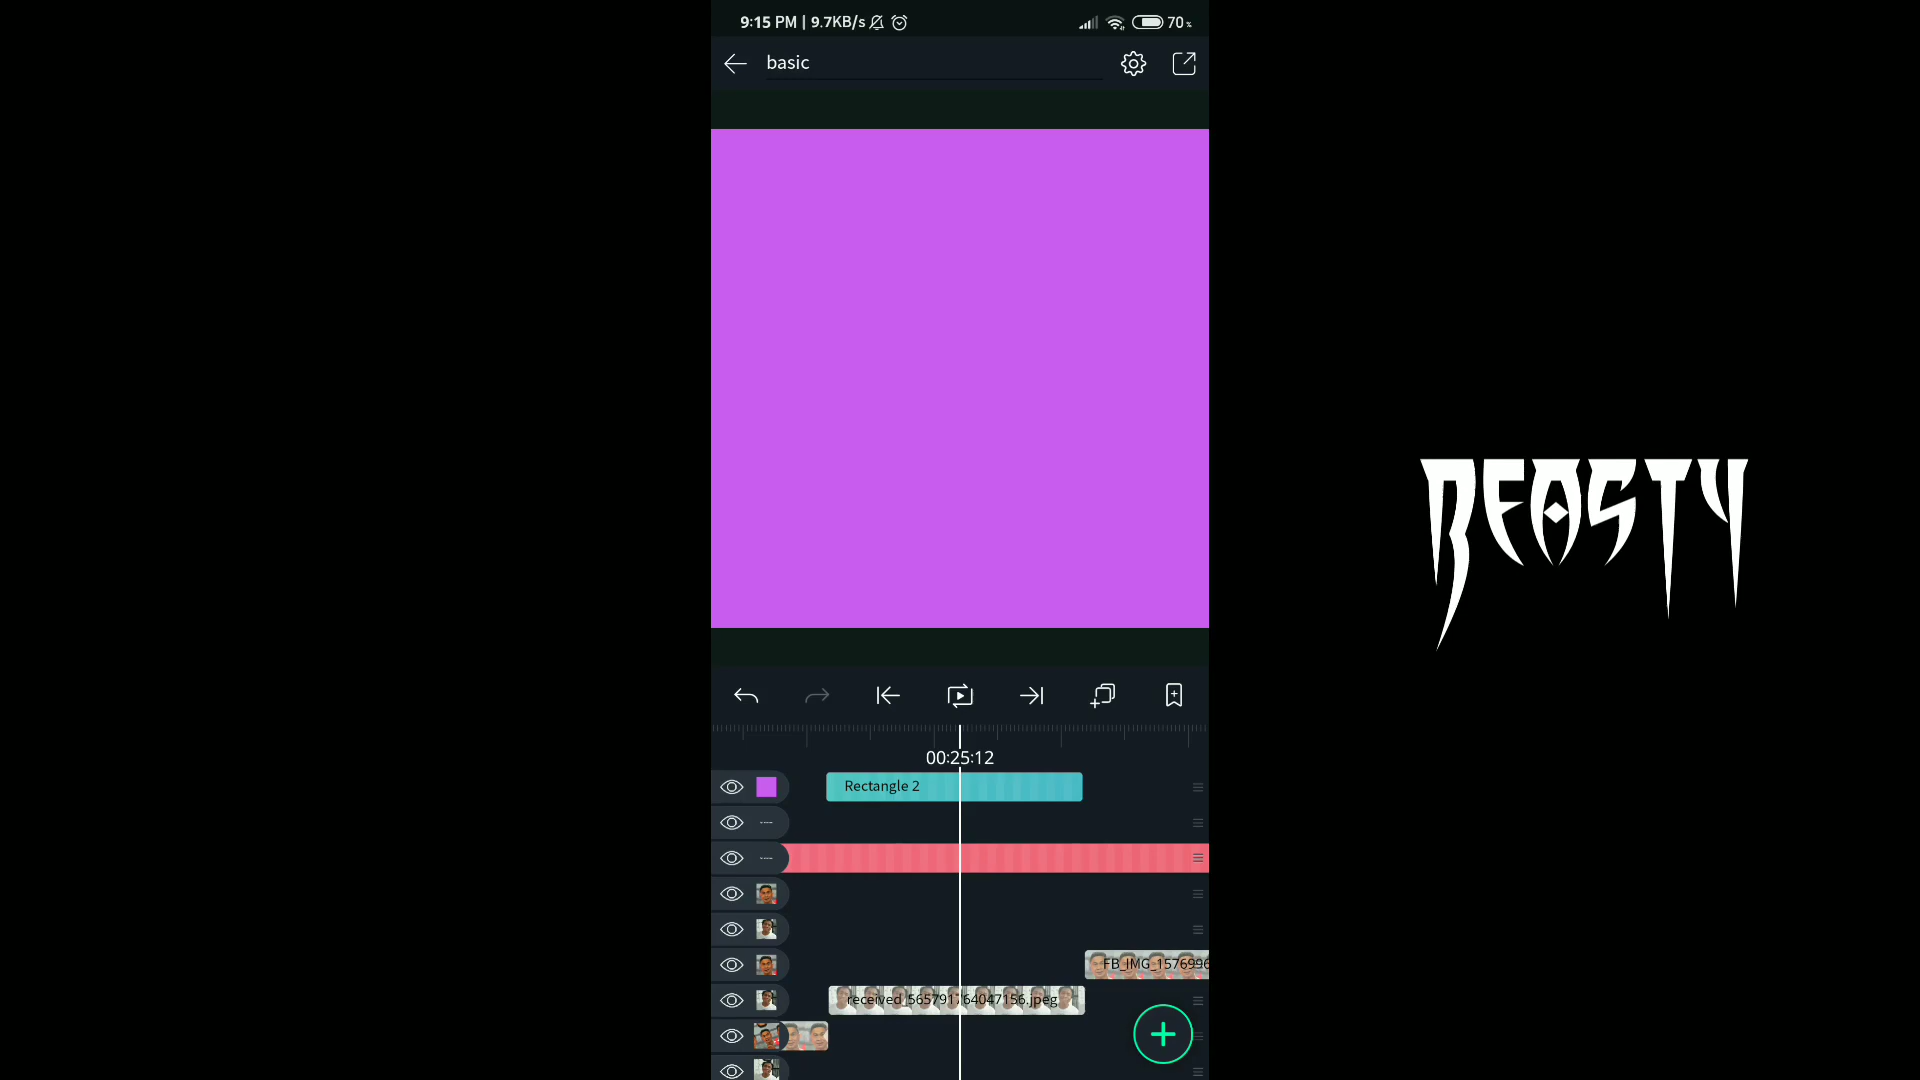 9:15 PM | 9.7KB/s
70%
basic
00:25:12
Rectangle 2
FB_IMG_1576996
received_565791764047156.jpeg
BEASTY